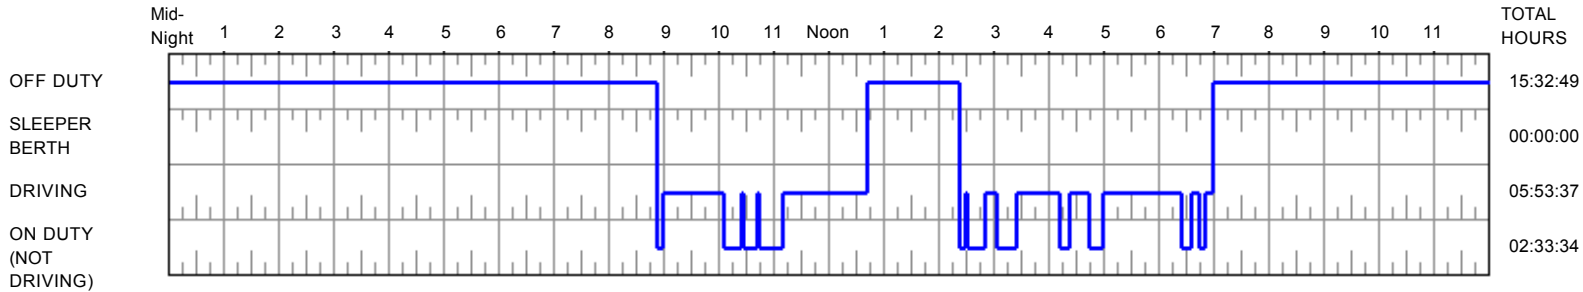 Mid-
Night 1 2 3 4 5 6 7 8 9 10 11 Noon 1 2 3 4 5 6 7 8 9 10 11
TOTAL
HOURS
OFF DUTY 15:32:49
SLEEPER
BERTH 00:00:00
DRIVING 05:53:37
ON DUTY
(NOT
DRIVING) 02:33:34